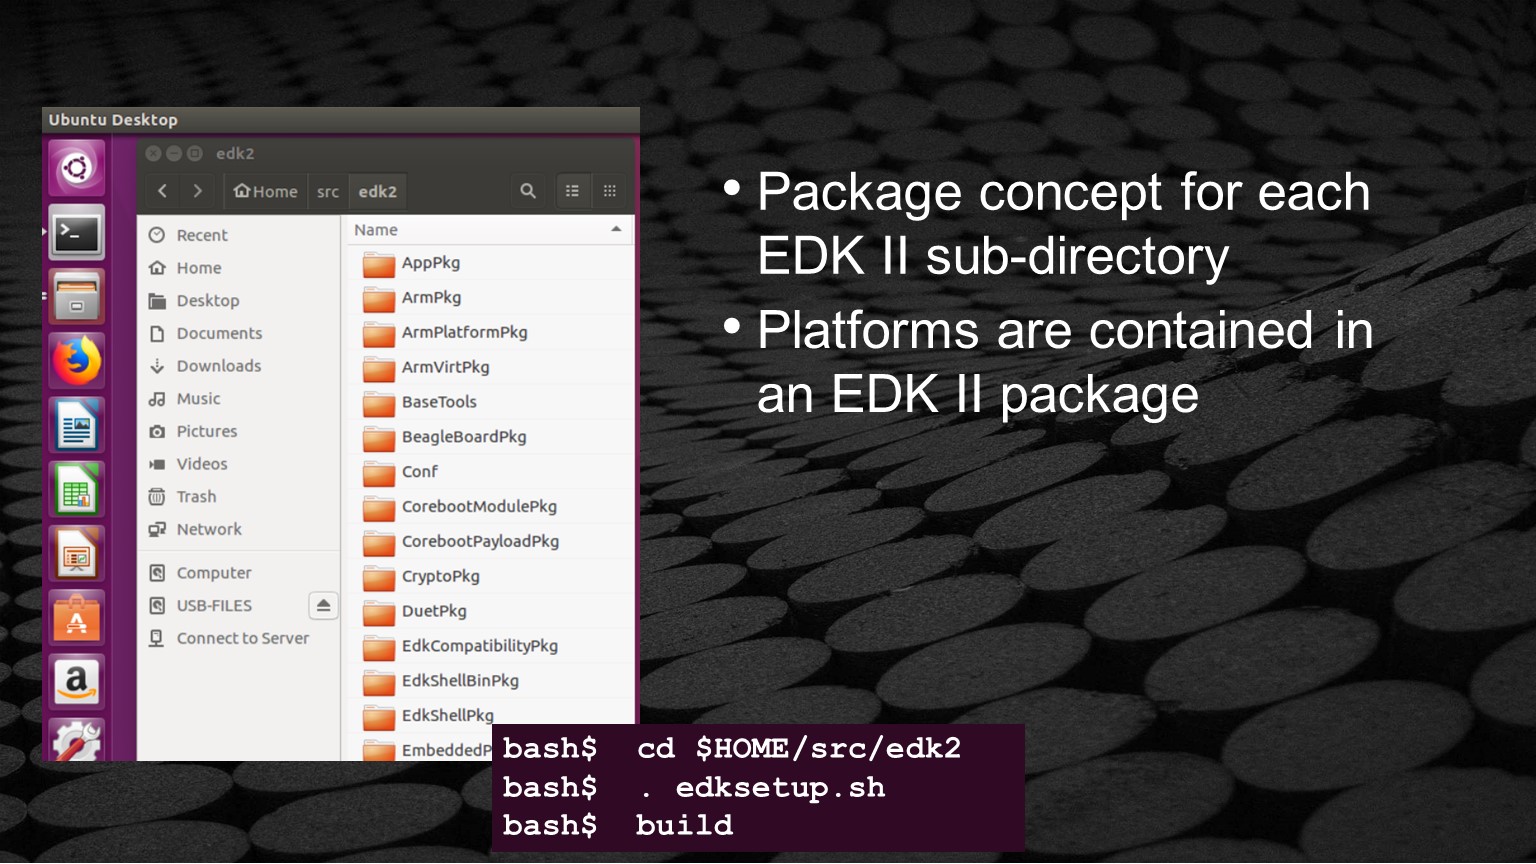 Ubuntu Desktop
edk2
Home src edk2
Recent
Home
Desktop
Documents
Downloads
Music
Pictures
Videos
Trash
Network
Computer
USB-FILES
Connect to Server
Name
AppPkg
ArmPkg
ArmPlatformPkg
ArmVirtPkg
BaseTools
BeagleBoardPkg
Conf
CorebootModulePkg
CorebootPayloadPkg
CryptoPkg
DuetPkg
EdkCompatibilityPkg
EdkShellBinPkg
EdkShellPkg
EmbeddedP
• Package concept for each
EDK II sub-directory
• Platforms are contained in
an EDK II package
bash$ cd $HOME/src/edk2
bash$ . edksetup.sh
bash$ build